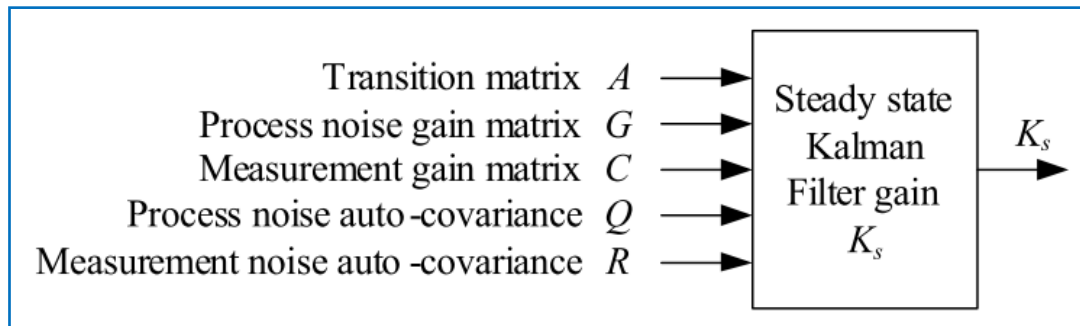 Transition matrix A
Process noise gain matrix G
Measurement gain matrix C
Process noise auto-covariance Q
Measurement noise auto-covariance R
Steady state
Kalman
Filter gain
Ks
Ks